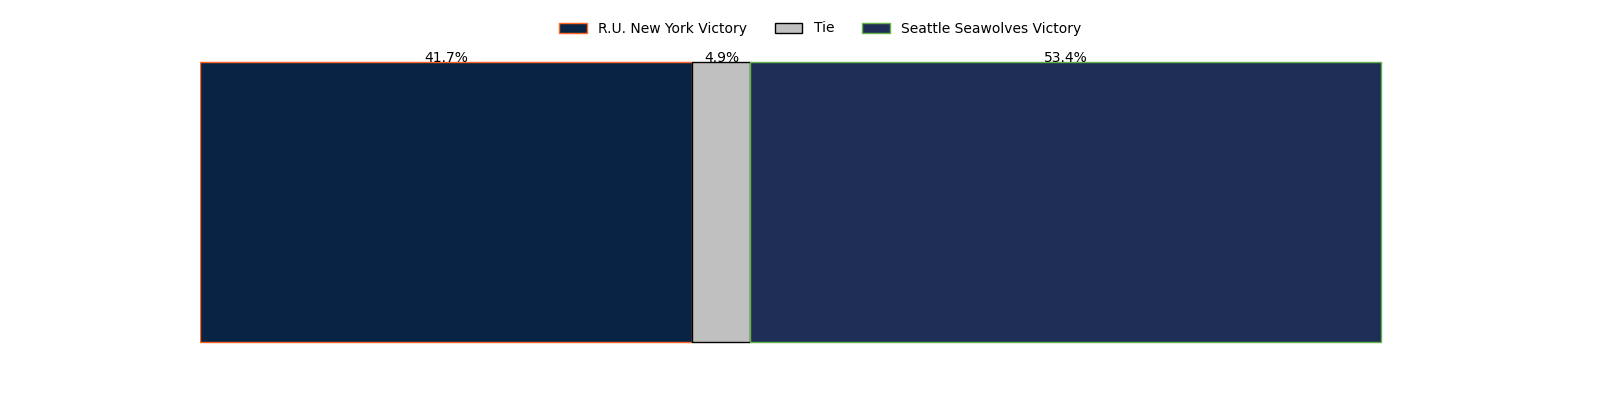 R.U. New York Victory Tie Seattle Seawolves Victory
41.7% 4.9% 53.4%